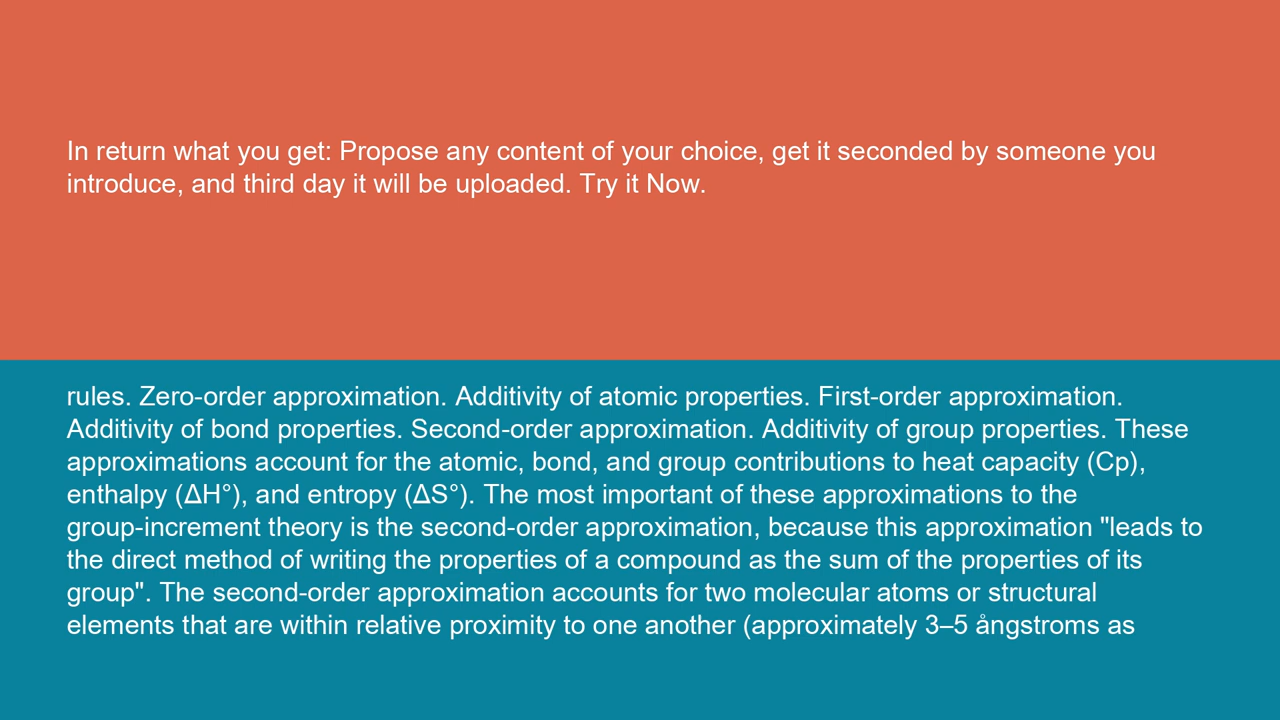 In return what you get: Propose any content of your choice, get it seconded by someone you
introduce, and third day it will be uploaded. Try it Now.
rules. Zero-order approximation. Additivity of atomic properties. First-order approximation.
Additivity of bond properties. Second-order approximation. Additivity of group properties. These
approximations account for the atomic, bond, and group contributions to heat capacity (Cp),
enthalpy (ΔH°), and entropy (ΔS°). The most important of these approximations to the
group-increment theory is the second-order approximation, because this approximation "leads to
the direct method of writing the properties of a compound as the sum of the properties of its
group". The second-order approximation accounts for two molecular atoms or structural
elements that are within relative proximity to one another (approximately 3–5 ångstroms as